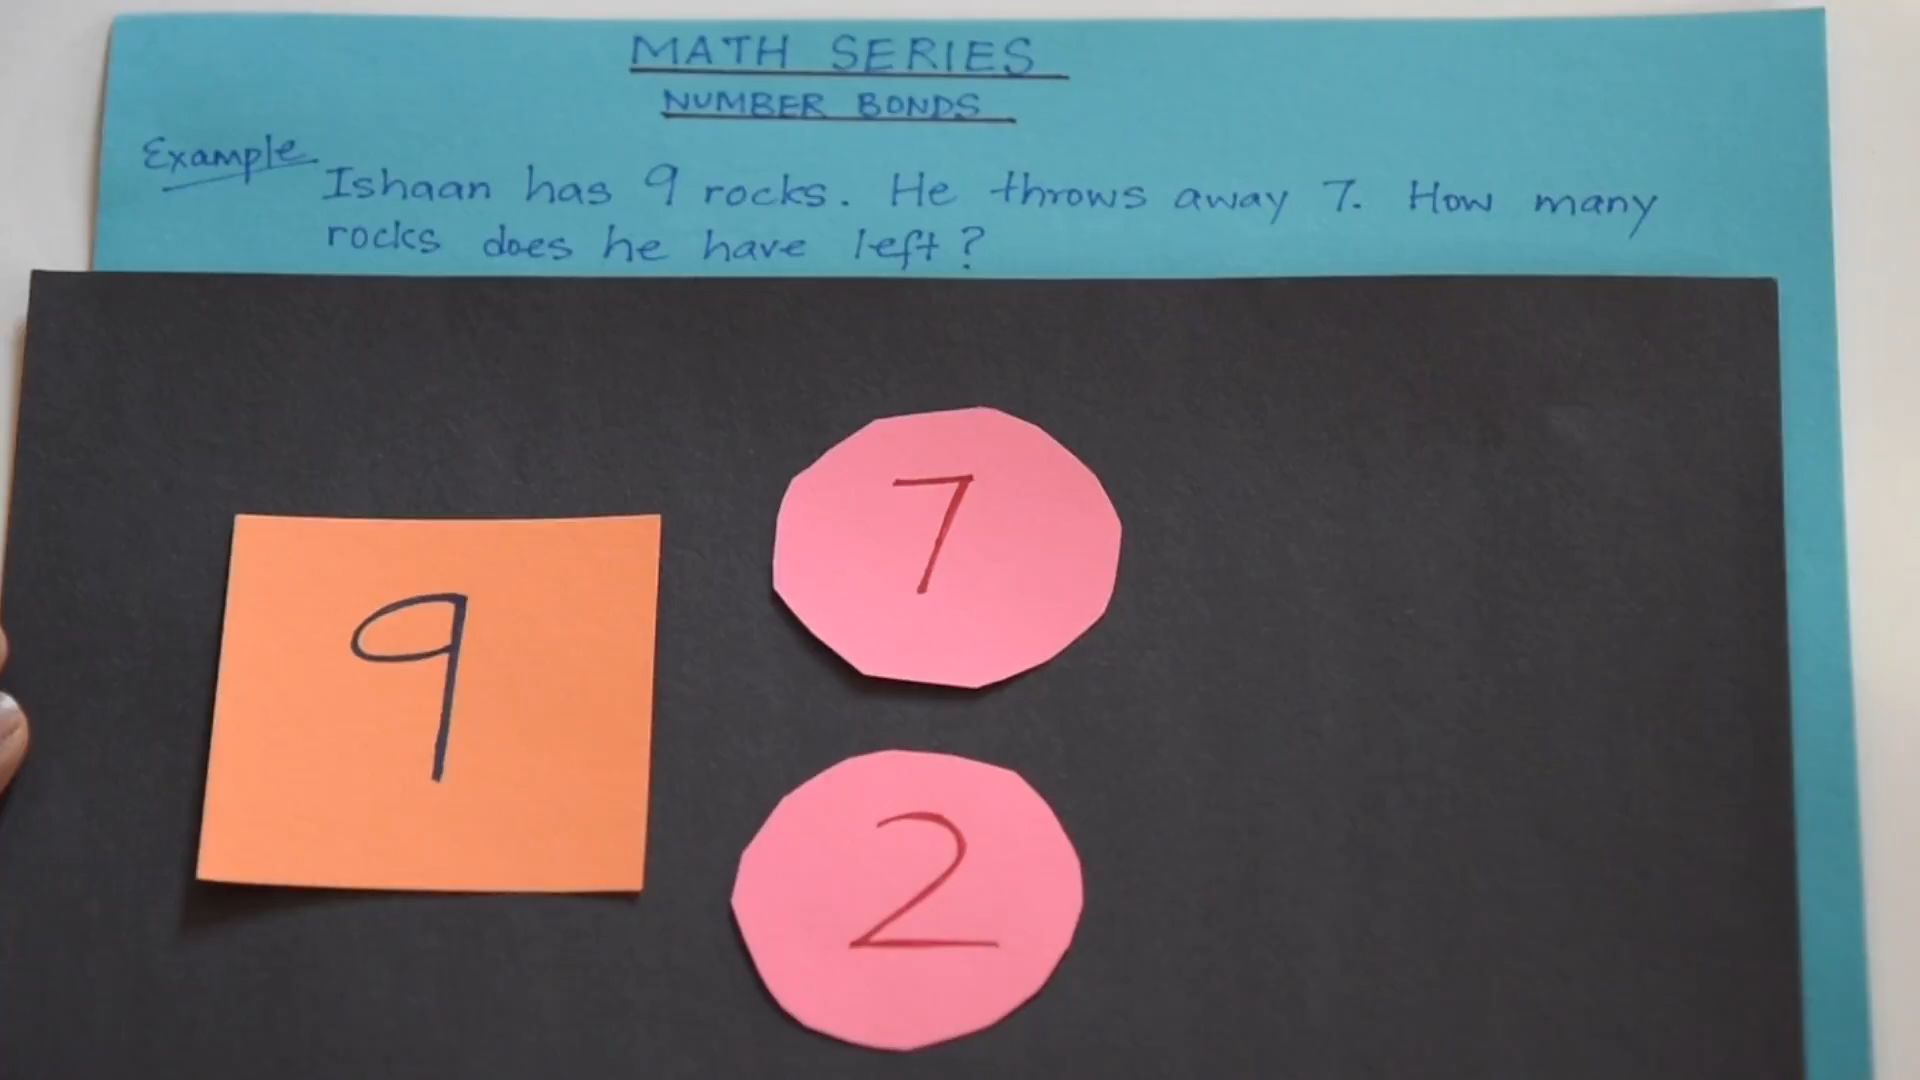 MATH SERIES
NUMBER BONDS
Example
Ishaan has 9 rocks. He throws away 7. How many
rocks does he have left?
7
9
2